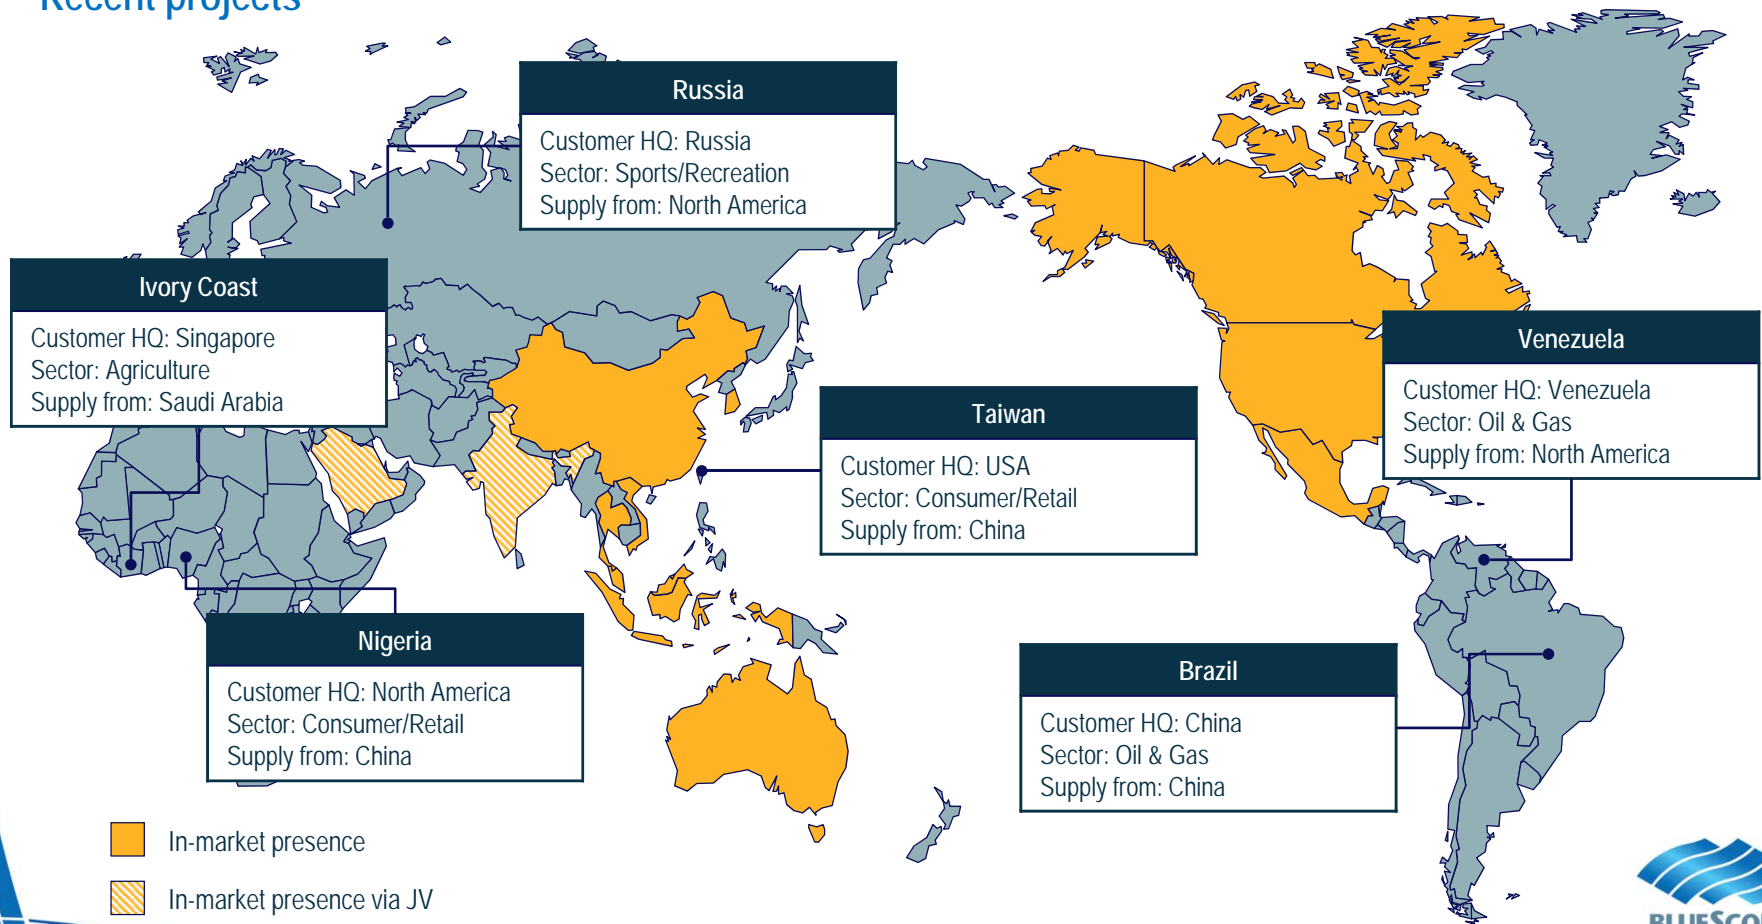 Recent projects
Russia
Customer HQ: Russia
Sector: Sports/Recreation
Supply from: North America
Ivory Coast
Customer HQ: Singapore
Sector: Agriculture
Supply from: Saudi Arabia
Venezuela
Customer HQ: Venezuela
Sector: Oil & Gas
Supply from: North America
Taiwan
Customer HQ: USA
Sector: Consumer/Retail
Supply from: China
Nigeria
Customer HQ: North America
Sector: Consumer/Retail
Supply from: China
Brazil
Customer HQ: China
Sector: Oil & Gas
Supply from: China
In-market presence
In-market presence via JV